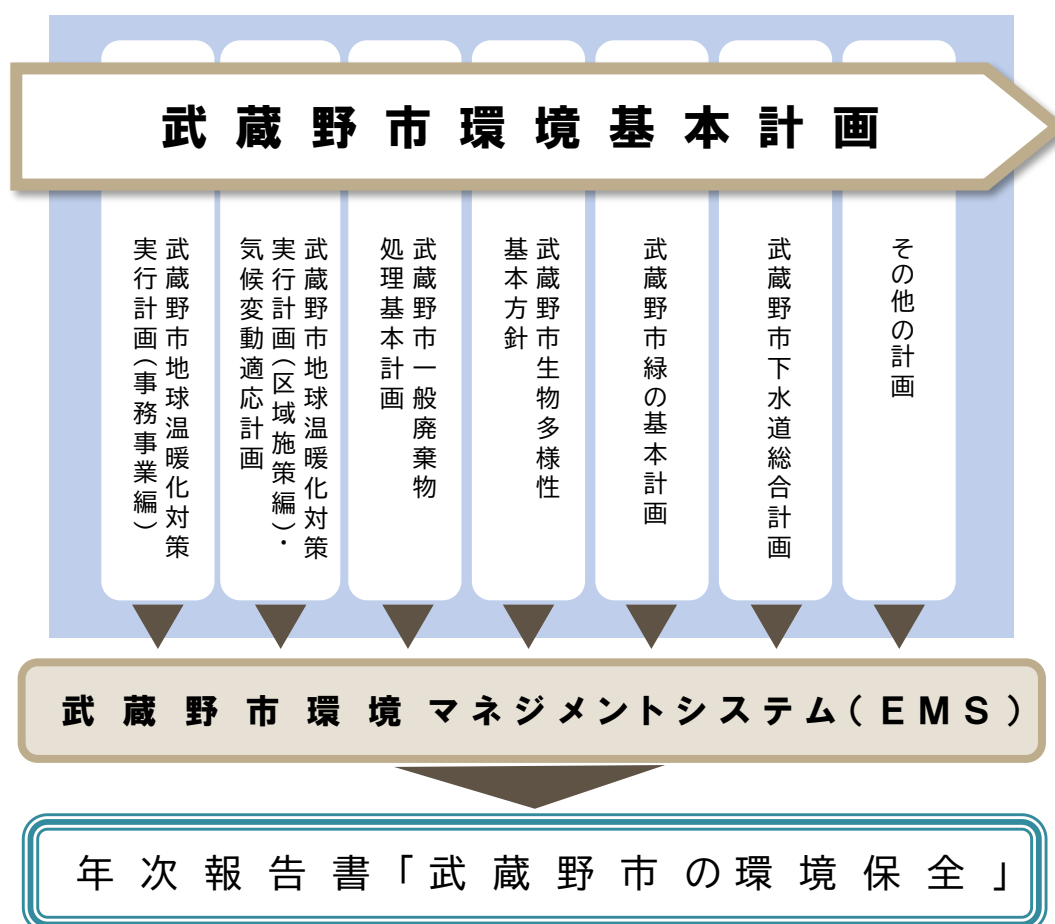 武蔵野市環境基本計画
武蔵野市地球温暖化対策
実行計画(事務事業編)
武蔵野市地球温暖化対策
実行計画(区域施策編)・
気候変動適応計画
武蔵野市一般廃棄物
処理基本計画
武蔵野市生物多様性
基本方針
武蔵野市緑の基本計画
武蔵野市下水道総合計画
その他の計画
武蔵野市環境マネジメントシステム(EMS)
年次報告書「武蔵野市の環境保全」